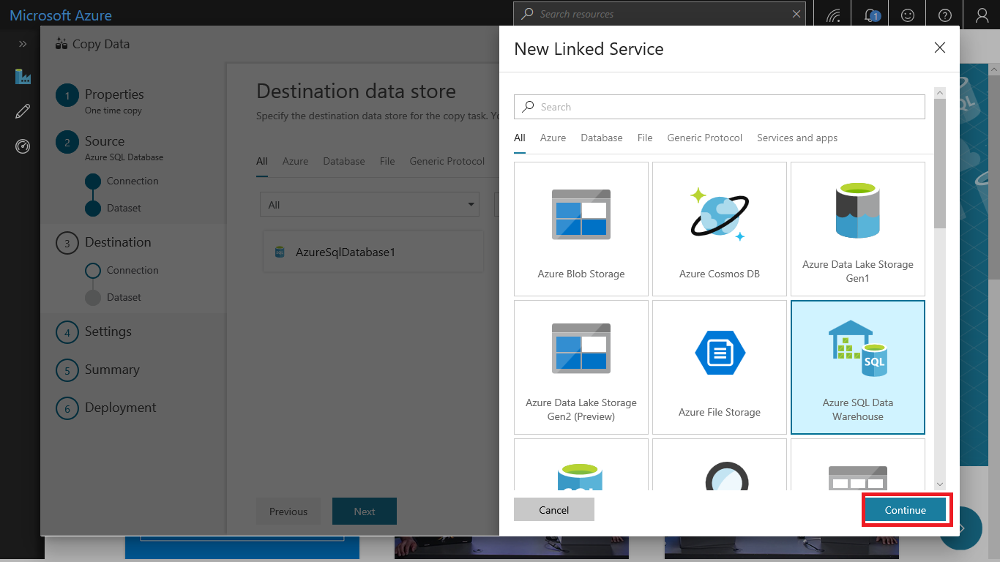 Microsoft Azure
Search resources
1
Copy Data
1
Properties
One time copy
2
Source
Azure SQL Database
Connection
Dataset
3
Destination
Connection
Dataset
4
Settings
5
Summary
6
Deployment
Destination data store
Specify the destination data store for the copy task.
All Azure Database File Generic Protocol
All
AzureSqlDatabase1
Previous Next
New Linked Service
Search
All Azure Database File Generic Protocol Services and apps
Azure Blob Storage
Azure Cosmos DB
Azure Data Lake Storage
Gen1
Azure Data Lake Storage
Gen2 (Preview)
Azure File Storage
SQL
Azure SQL Data
Warehouse
Cancel Continue